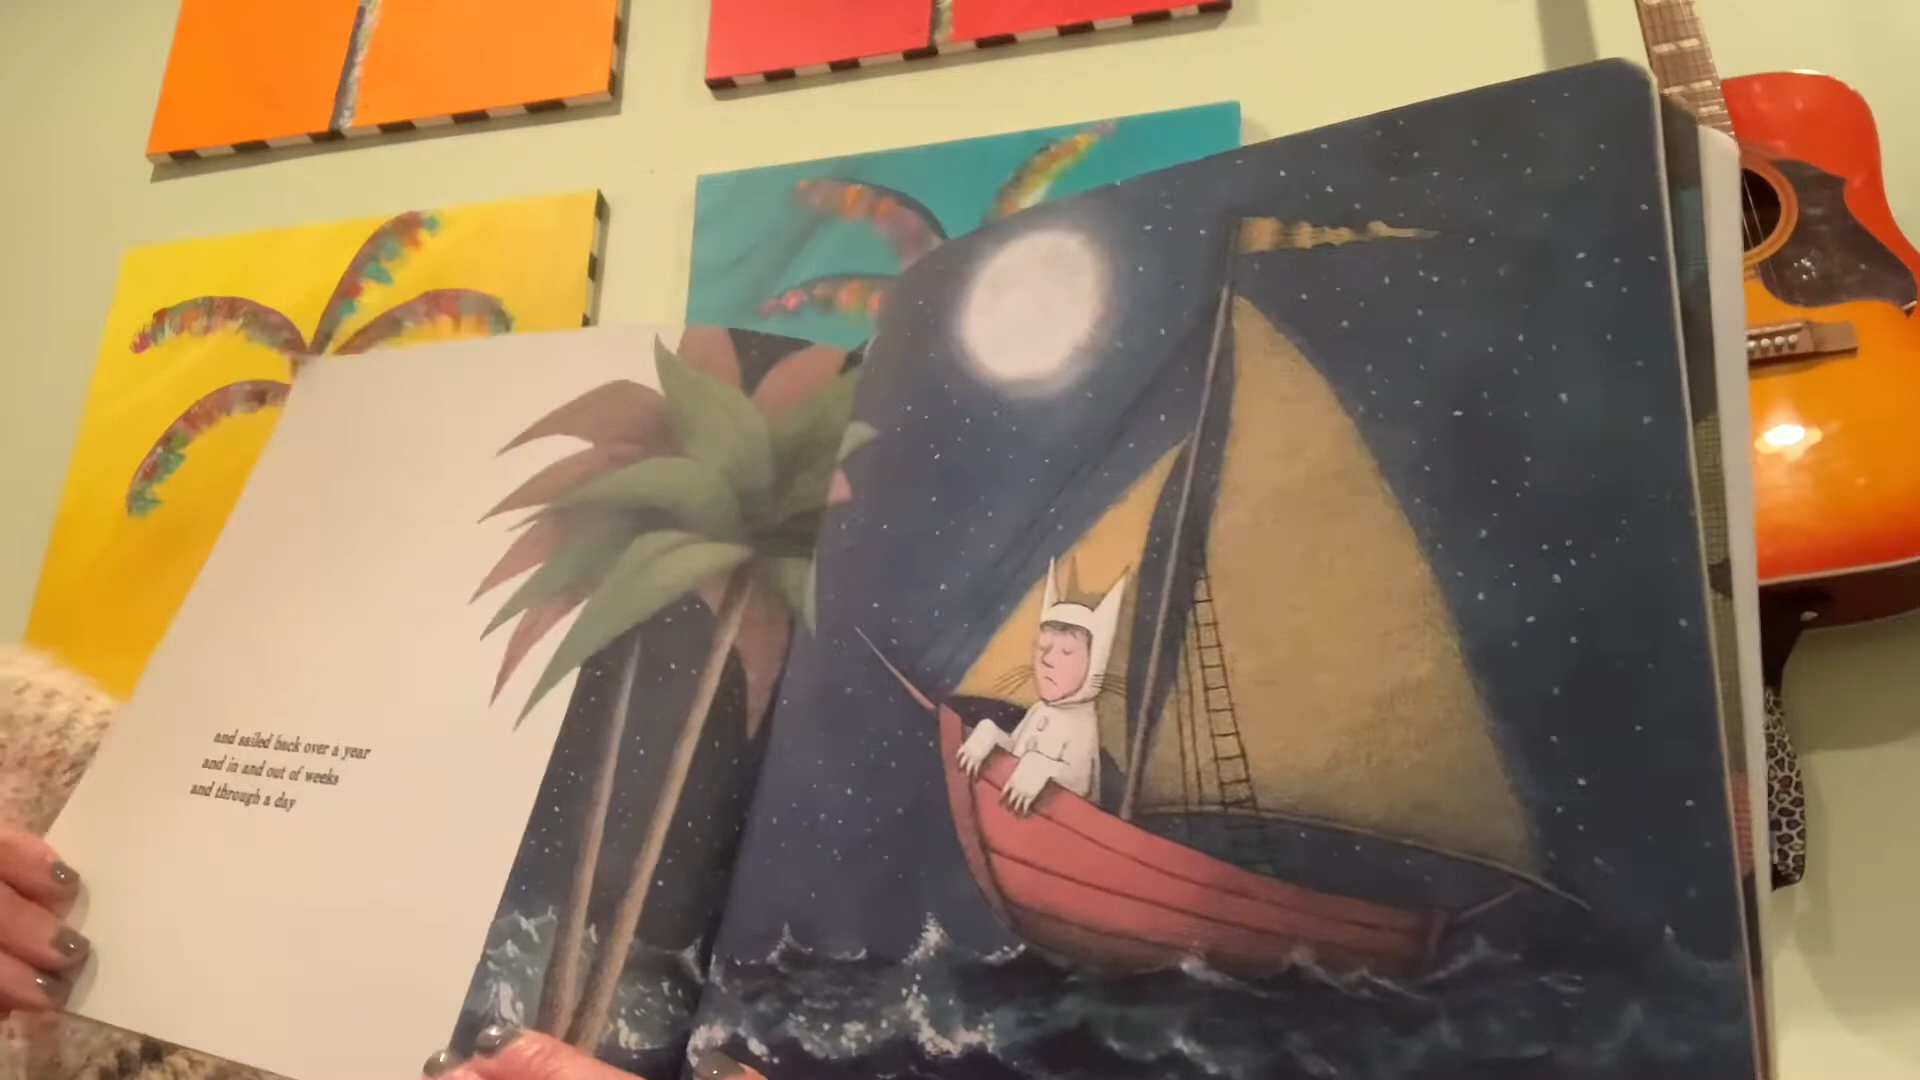 and sailed back over a year
and in and out of weeks
and through a day